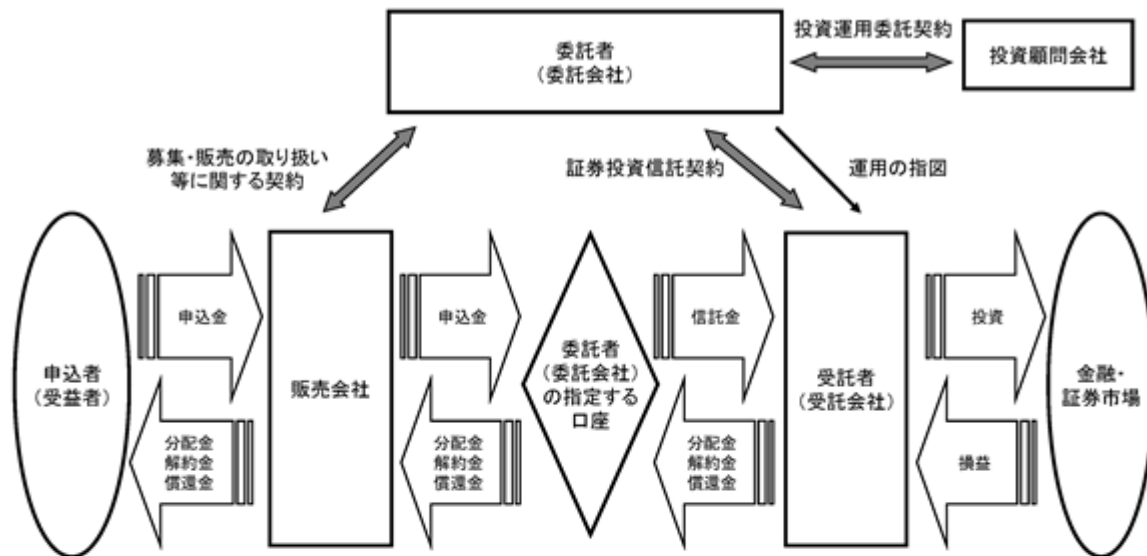 委託者
（委託会社）
投資運用委託契約
投資顧問会社
募集・販売の取り扱い
等に関する契約
証券投資信託契約
運用の指図
申込者
（受益者）
申込金
分配金
解約金
償還金
販売会社
申込金
分配金
解約金
償還金
委託者
（委託会社）
の指定する
口座
信託金
分配金
解約金
償還金
受託者
（受託会社）
投資
損益
金融・
証券市場